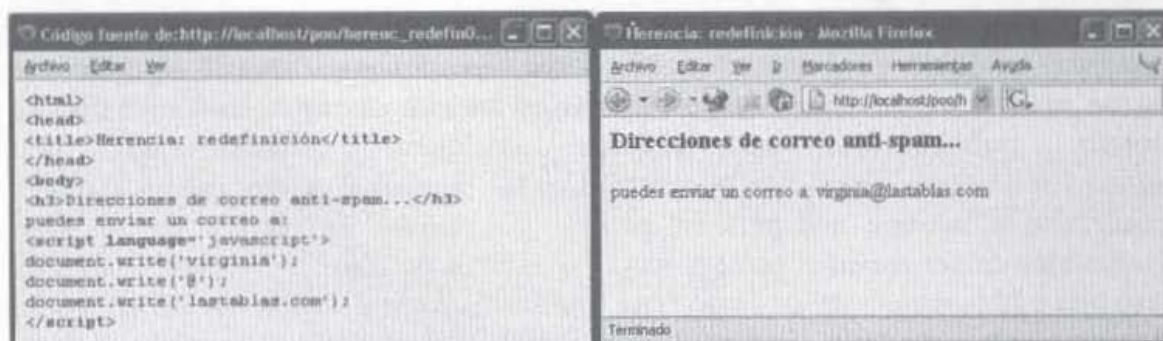 Código fuente de:http://localhost/poo/herenc_redefin0...
Archivo Editar Ver
<html>
<head>
<title>Herencia: redefinición</title>
</head>
<body>
<h3>Direcciones de correo anti-spam...</h3>
puedes enviar un correo a:
<script language='javascript'>
document.write('virginia');
document.write('@');
document.write('lastablas.com');
</script>
Herencia: redefinición - Mozilla Firefox
Archivo Editar Ver Ir Marcadores Herramientas Ayuda
http://localhost/poo/h
Direcciones de correo anti-spam...
puedes enviar un correo a: virginia@lastablas.com
Terminado